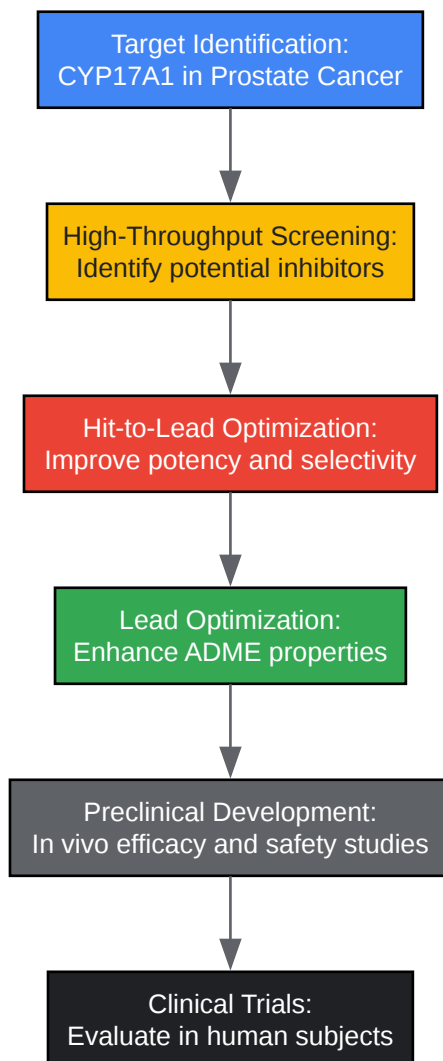 Target Identification:
CYP17A1 in Prostate Cancer
High-Throughput Screening:
Identify potential inhibitors
Hit-to-Lead Optimization:
Improve potency and selectivity
Lead Optimization:
Enhance ADME properties
Preclinical Development:
In vivo efficacy and safety studies
Clinical Trials:
Evaluate in human subjects